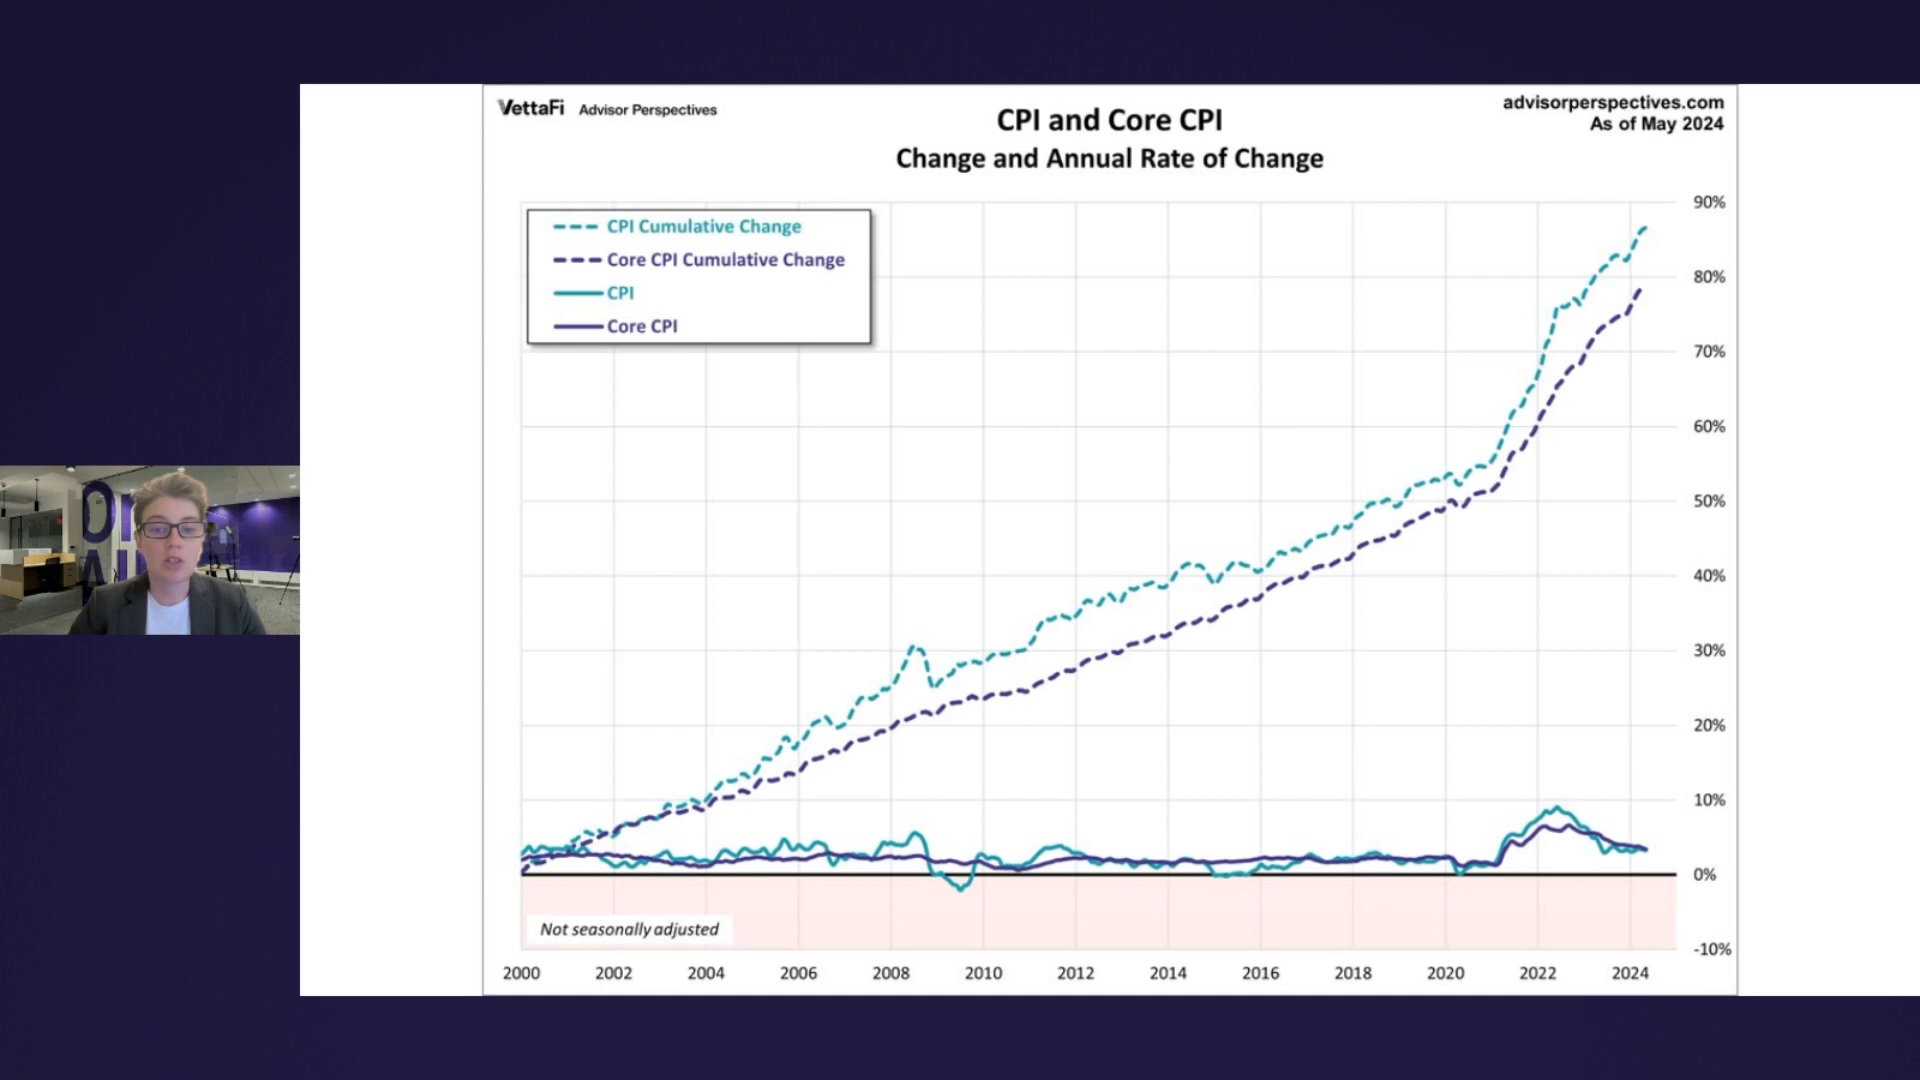 VettaFi Advisor Perspectives
CPI and Core CPI
Change and Annual Rate of Change
advisorperspectives.com
As of May 2024
CPI Cumulative Change
Core CPI Cumulative Change
CPI
Core CPI
90%
80%
70%
60%
50%
40%
30%
20%
10%
0%
-10%
Not seasonally adjusted
2000 2002 2004 2006 2008 2010 2012 2014 2016 2018 2020 2022 2024